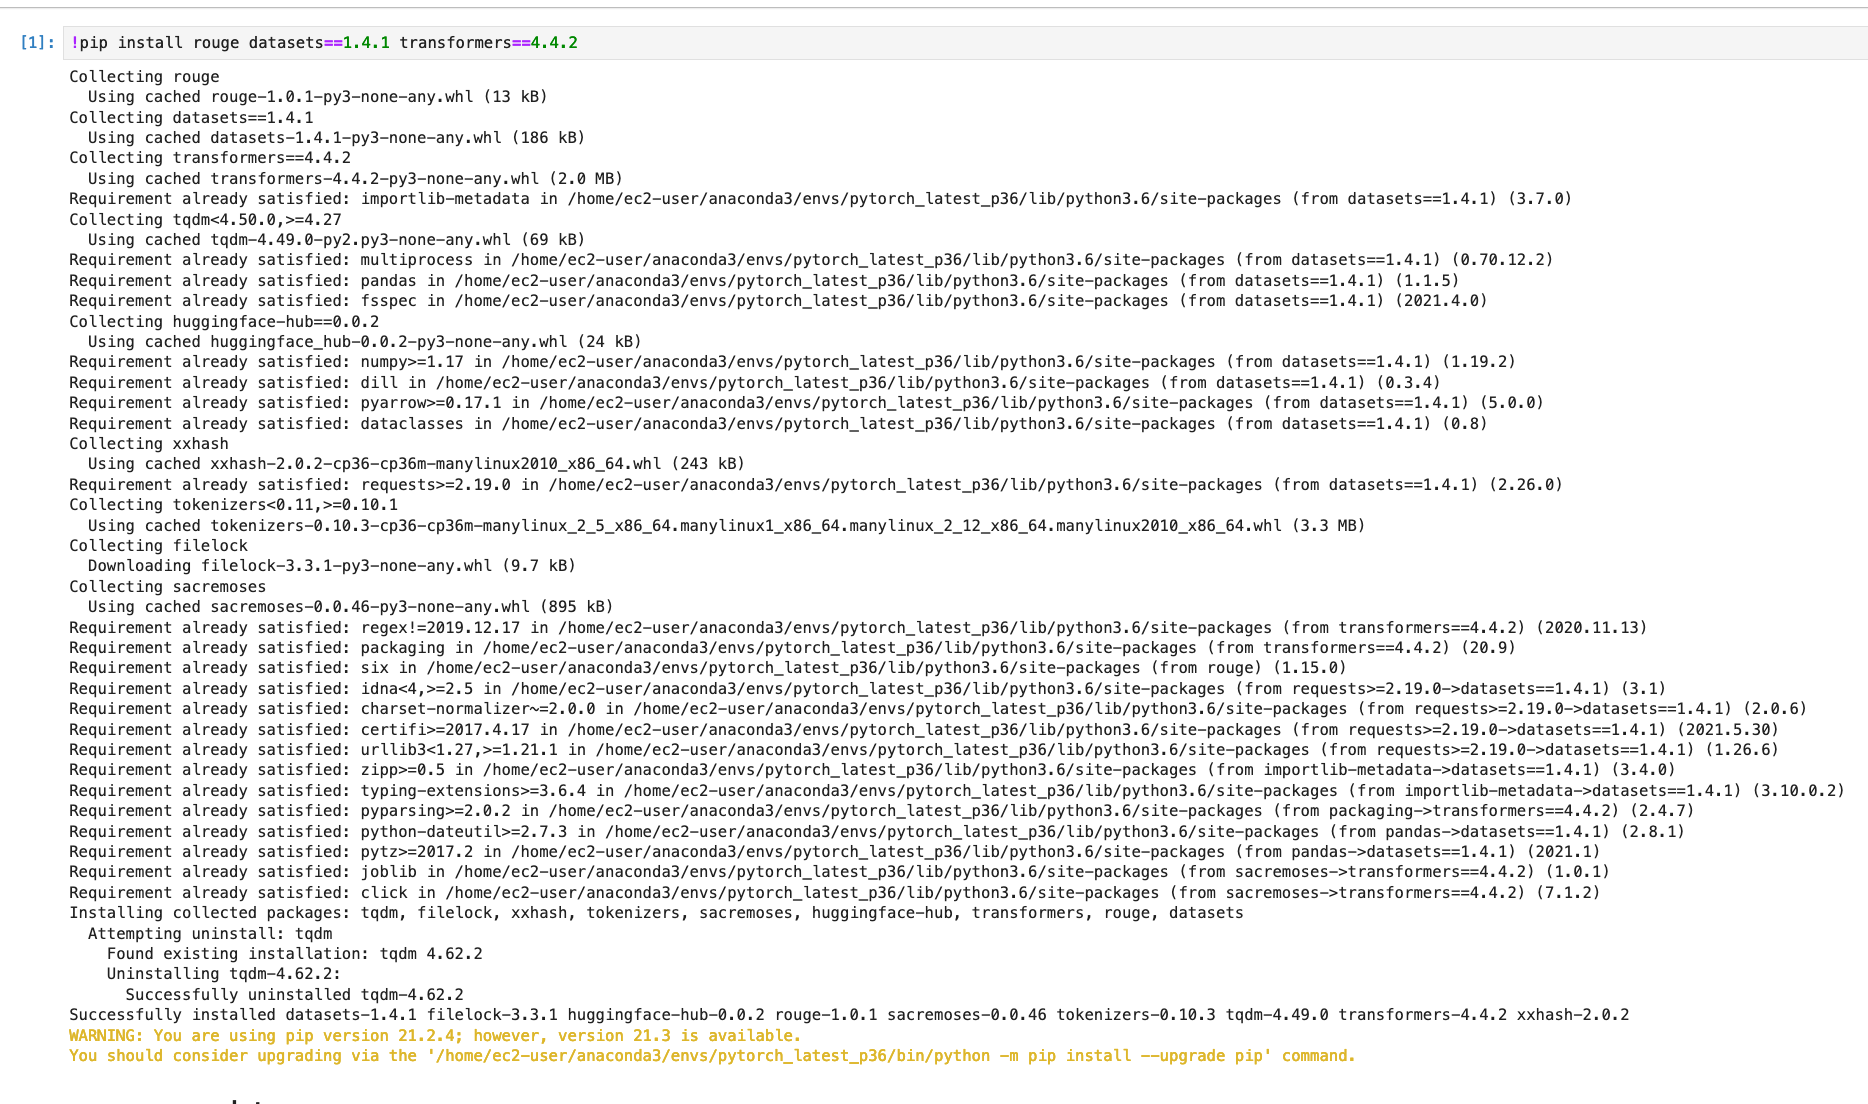 [1]: !pip install rouge datasets==1.4.1 transformers==4.4.2
Collecting rouge
  Using cached rouge-1.0.1-py3-none-any.whl (13 kB)
Collecting datasets==1.4.1
  Using cached datasets-1.4.1-py3-none-any.whl (186 kB)
Collecting transformers==4.4.2
  Using cached transformers-4.4.2-py3-none-any.whl (2.0 MB)
Requirement already satisfied: importlib-metadata in /home/ec2-user/anaconda3/envs/pytorch_latest_p36/lib/python3.6/site-packages (from datasets==1.4.1) (3.7.0)
Collecting tqdm<4.50.0,>=4.27
  Using cached tqdm-4.49.0-py2.py3-none-any.whl (69 kB)
Requirement already satisfied: multiprocess in /home/ec2-user/anaconda3/envs/pytorch_latest_p36/lib/python3.6/site-packages (from datasets==1.4.1) (0.70.12.2)
Requirement already satisfied: pandas in /home/ec2-user/anaconda3/envs/pytorch_latest_p36/lib/python3.6/site-packages (from datasets==1.4.1) (1.1.5)
Requirement already satisfied: fsspec in /home/ec2-user/anaconda3/envs/pytorch_latest_p36/lib/python3.6/site-packages (from datasets==1.4.1) (2021.4.0)
Collecting huggingface-hub==0.0.2
  Using cached huggingface_hub-0.0.2-py3-none-any.whl (24 kB)
Requirement already satisfied: numpy>=1.17 in /home/ec2-user/anaconda3/envs/pytorch_latest_p36/lib/python3.6/site-packages (from datasets==1.4.1) (1.19.2)
Requirement already satisfied: dill in /home/ec2-user/anaconda3/envs/pytorch_latest_p36/lib/python3.6/site-packages (from datasets==1.4.1) (0.3.4)
Requirement already satisfied: pyarrow>=0.17.1 in /home/ec2-user/anaconda3/envs/pytorch_latest_p36/lib/python3.6/site-packages (from datasets==1.4.1) (5.0.0)
Requirement already satisfied: dataclasses in /home/ec2-user/anaconda3/envs/pytorch_latest_p36/lib/python3.6/site-packages (from datasets==1.4.1) (0.8)
Collecting xxhash
  Using cached xxhash-2.0.2-cp36-cp36m-manylinux2010_x86_64.whl (243 kB)
Requirement already satisfied: requests>=2.19.0 in /home/ec2-user/anaconda3/envs/pytorch_latest_p36/lib/python3.6/site-packages (from datasets==1.4.1) (2.26.0)
Collecting tokenizers<0.11,>=0.10.1
  Using cached tokenizers-0.10.3-cp36-cp36m-manylinux_2_5_x86_64.manylinux1_x86_64.manylinux_2_12_x86_64.manylinux2010_x86_64.whl (3.3 MB)
Collecting filelock
  Downloading filelock-3.3.1-py3-none-any.whl (9.7 kB)
Collecting sacremoses
  Using cached sacremoses-0.0.46-py3-none-any.whl (895 kB)
Requirement already satisfied: regex!=2019.12.17 in /home/ec2-user/anaconda3/envs/pytorch_latest_p36/lib/python3.6/site-packages (from transformers==4.4.2) (2020.11.13)
Requirement already satisfied: packaging in /home/ec2-user/anaconda3/envs/pytorch_latest_p36/lib/python3.6/site-packages (from transformers==4.4.2) (20.9)
Requirement already satisfied: six in /home/ec2-user/anaconda3/envs/pytorch_latest_p36/lib/python3.6/site-packages (from rouge) (1.15.0)
Requirement already satisfied: idna<4,>=2.5 in /home/ec2-user/anaconda3/envs/pytorch_latest_p36/lib/python3.6/site-packages (from requests>=2.19.0->datasets==1.4.1) (3.1)
Requirement already satisfied: charset-normalizer~=2.0.0 in /home/ec2-user/anaconda3/envs/pytorch_latest_p36/lib/python3.6/site-packages (from requests>=2.19.0->datasets==1.4.1) (2.0.6)
Requirement already satisfied: certifi>=2017.4.17 in /home/ec2-user/anaconda3/envs/pytorch_latest_p36/lib/python3.6/site-packages (from requests>=2.19.0->datasets==1.4.1) (2021.5.30)
Requirement already satisfied: urllib3<1.27,>=1.21.1 in /home/ec2-user/anaconda3/envs/pytorch_latest_p36/lib/python3.6/site-packages (from requests>=2.19.0->datasets==1.4.1) (1.26.6)
Requirement already satisfied: zipp>=0.5 in /home/ec2-user/anaconda3/envs/pytorch_latest_p36/lib/python3.6/site-packages (from importlib-metadata->datasets==1.4.1) (3.4.0)
Requirement already satisfied: typing-extensions>=3.6.4 in /home/ec2-user/anaconda3/envs/pytorch_latest_p36/lib/python3.6/site-packages (from importlib-metadata->datasets==1.4.1) (3.10.0.2)
Requirement already satisfied: pyparsing>=2.0.2 in /home/ec2-user/anaconda3/envs/pytorch_latest_p36/lib/python3.6/site-packages (from packaging->transformers==4.4.2) (2.4.7)
Requirement already satisfied: python-dateutil>=2.7.3 in /home/ec2-user/anaconda3/envs/pytorch_latest_p36/lib/python3.6/site-packages (from pandas->datasets==1.4.1) (2.8.1)
Requirement already satisfied: pytz>=2017.2 in /home/ec2-user/anaconda3/envs/pytorch_latest_p36/lib/python3.6/site-packages (from pandas->datasets==1.4.1) (2021.1)
Requirement already satisfied: joblib in /home/ec2-user/anaconda3/envs/pytorch_latest_p36/lib/python3.6/site-packages (from sacremoses->transformers==4.4.2) (1.0.1)
Requirement already satisfied: click in /home/ec2-user/anaconda3/envs/pytorch_latest_p36/lib/python3.6/site-packages (from sacremoses->transformers==4.4.2) (7.1.2)
Installing collected packages: tqdm, filelock, xxhash, tokenizers, sacremoses, huggingface-hub, transformers, rouge, datasets
  Attempting uninstall: tqdm
    Found existing installation: tqdm 4.62.2
    Uninstalling tqdm-4.62.2:
      Successfully uninstalled tqdm-4.62.2
Successfully installed datasets-1.4.1 filelock-3.3.1 huggingface-hub-0.0.2 rouge-1.0.1 sacremoses-0.0.46 tokenizers-0.10.3 tqdm-4.49.0 transformers-4.4.2 xxhash-2.0.2
WARNING: You are using pip version 21.2.4; however, version 21.3 is available.
You should consider upgrading via the '/home/ec2-user/anaconda3/envs/pytorch_latest_p36/bin/python -m pip install --upgrade pip' command.